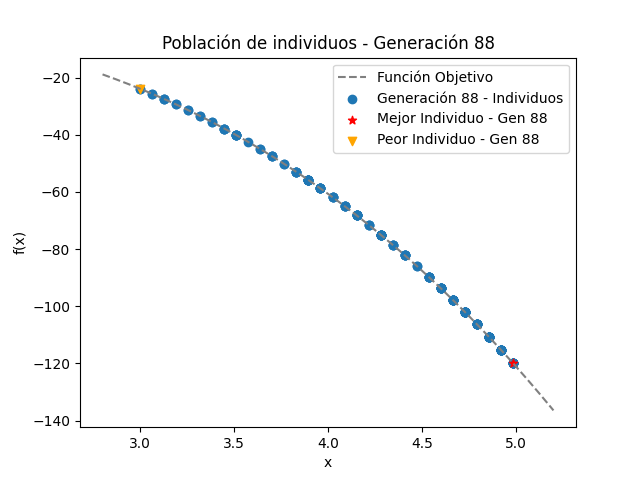 Población de individuos - Generación 88
Función Objetivo
Generación 88 - Individuos
Mejor Individuo - Gen 88
Peor Individuo - Gen 88
f(x)
−20
−40
−60
−80
−100
−120
−140
3.0 3.5 4.0 4.5 5.0
x